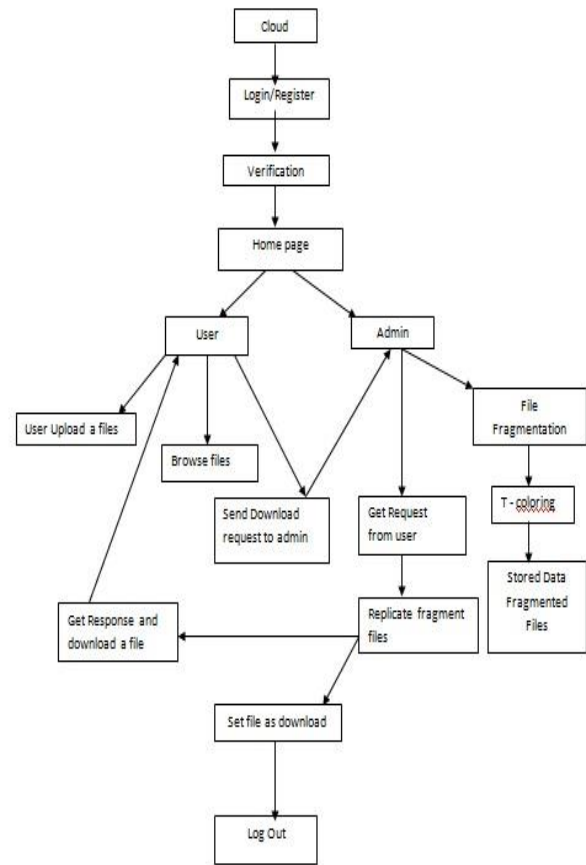 Cloud
Login/Register
Verification
Home page
User
Admin
User Upload a files
Browse files
Send Download
request to admin
Get Request
from user
File
Fragmentation
T - coloring
Stored Data
Fragmented
Files
Get Response and
download a file
Replicate fragment
files
Set file as download
Log Out